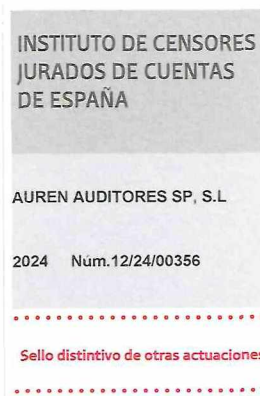 INSTITUTO DE CENSORES
JURADOS DE CUENTAS
DE ESPAÑA
AUREN AUDITORES SP, S.L
2024 Núm.12/24/00356
Sello distintivo de otras actuaciones